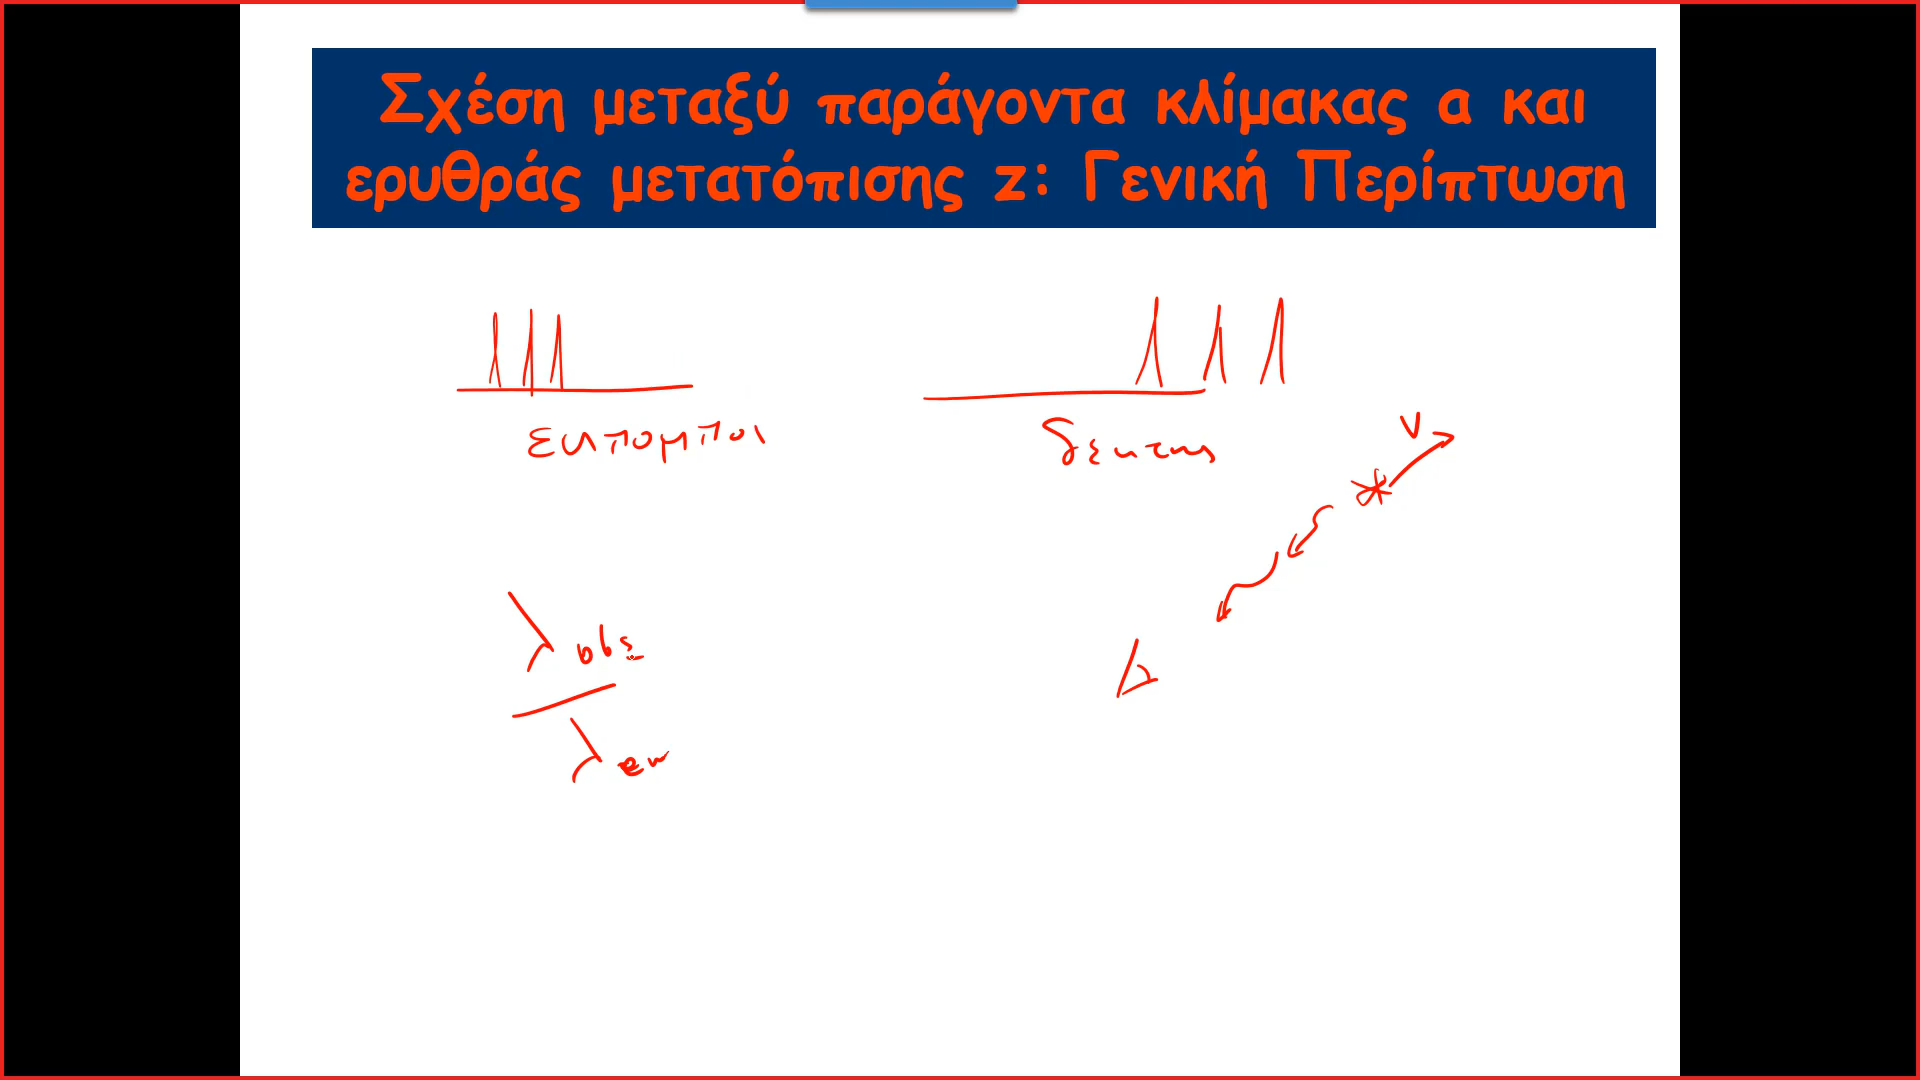 Σχέση μεταξύ παράγοντα κλίμακας a και
ερυθράς μετατόπισης z: Γενική Περίπτωση
εκπομποι
δεκτης
v
λ obs
λ em